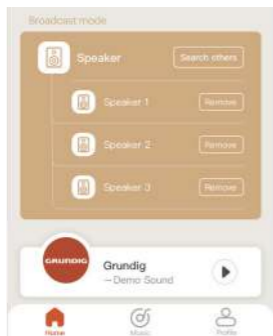 Broadcast mode
Speaker
Search others
Speaker 1
Remove
Speaker 2
Remove
Speaker 3
Remove
GRUNDIG
Grundig
–Demo Sound
Home
Music
Profile